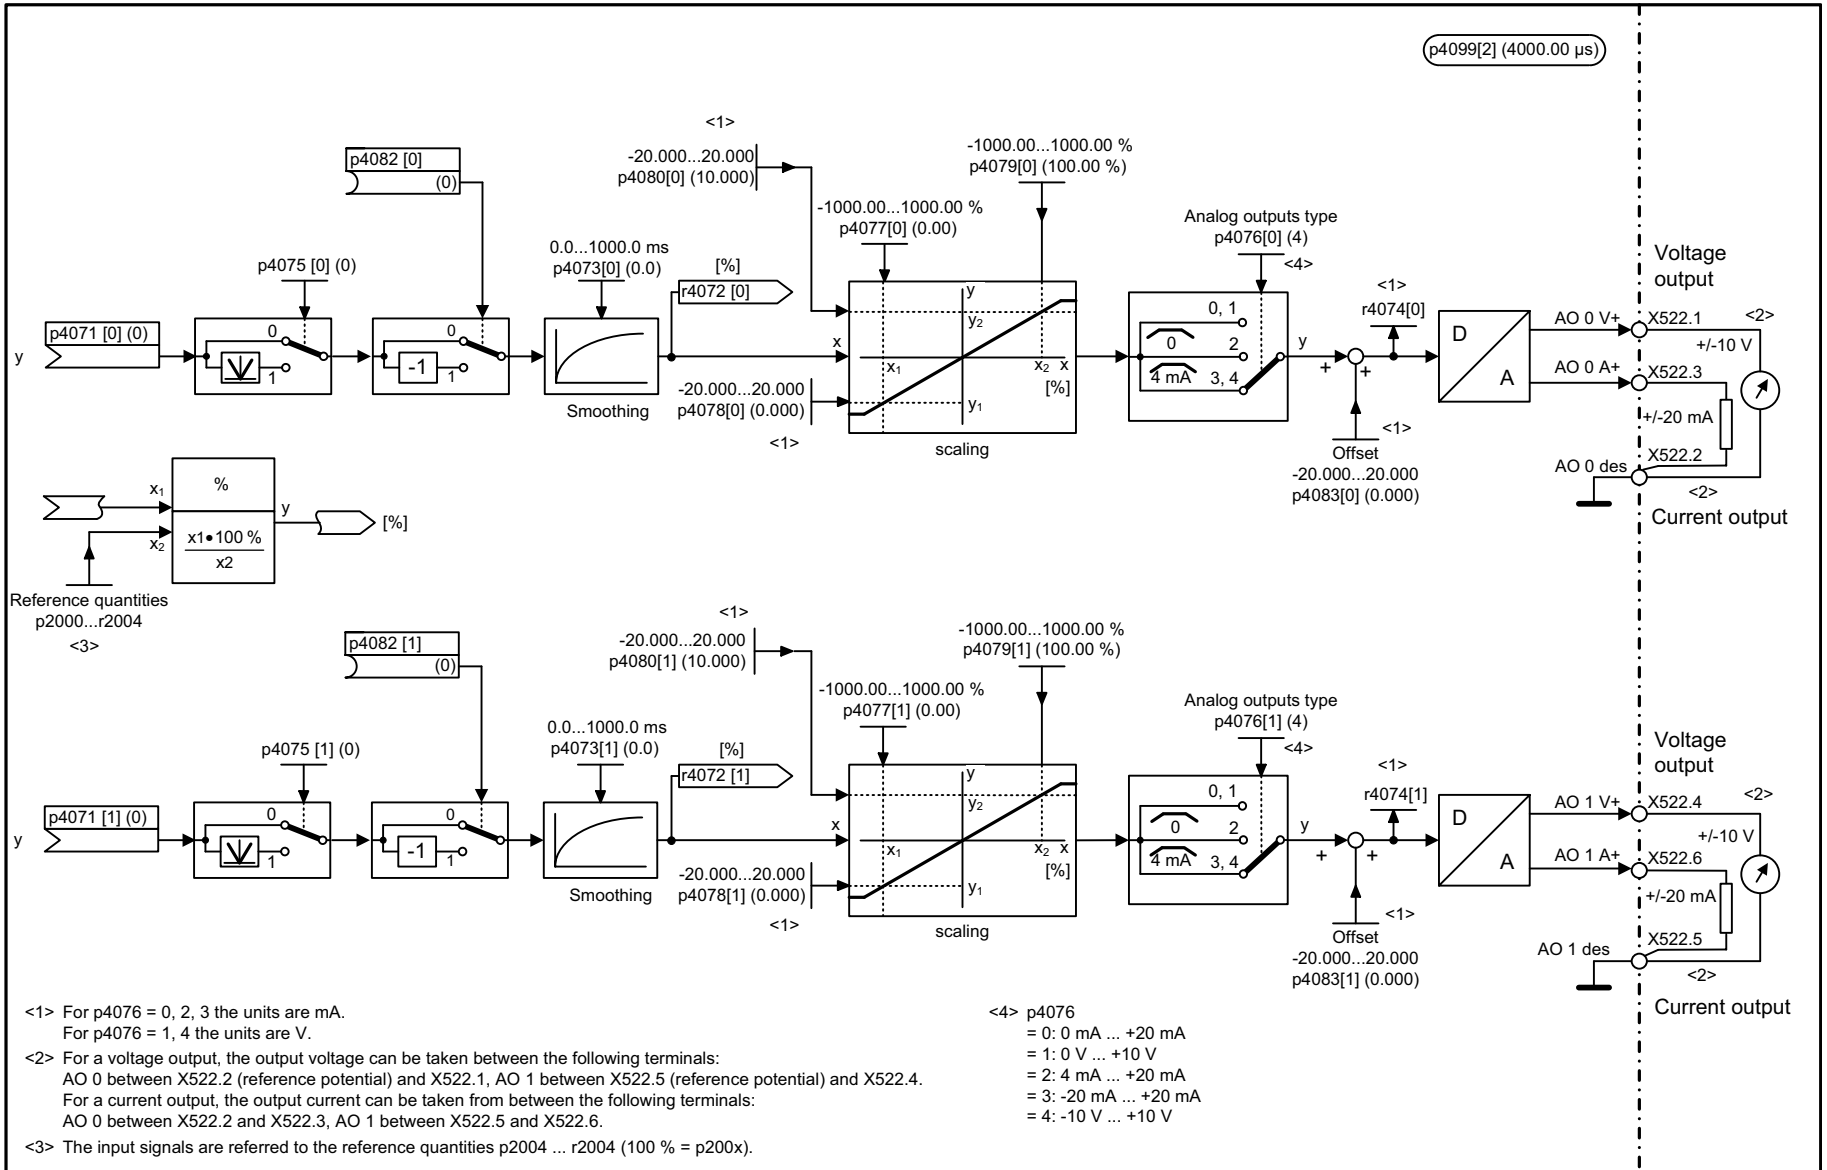 p4099[2] (4000.00 µs)
<1>
-20.000...20.000
p4080[0] (10.000)
-1000.00...1000.00 %
p4079[0] (100.00 %)
p4082 [0]
(0)
-1000.00...1000.00 %
p4077[0] (0.00)
Analog outputs type
p4076[0] (4)
<4>
0.0...1000.0 ms
p4073[0] (0.0)
[%]
r4072 [0]
p4075 [0] (0)
Voltage
output
<1>
r4074[0]
y
p4071 [0] (0)
0
1
0
-1
1
Smoothing
x
y
y2
x1
x2 x
[%]
y1
scaling
-20.000...20.000
p4078[0] (0.000)
<1>
0, 1
0
2
4 mA
3, 4
y
+
+
<1>
Offset
-20.000...20.000
p4083[0] (0.000)
D
A
AO 0 V+
X522.1
<2>
+/-10 V
AO 0 A+
X522.3
+/-20 mA
AO 0 des
X522.2
<2>
Current output
x1
x2
%
x1•100 %
x2
y
[%]
Reference quantities
p2000...r2004
<3>
<1>
-20.000...20.000
p4080[1] (10.000)
-1000.00...1000.00 %
p4079[1] (100.00 %)
p4082 [1]
(0)
-1000.00...1000.00 %
p4077[1] (0.00)
Analog outputs type
p4076[1] (4)
<4>
0.0...1000.0 ms
p4073[1] (0.0)
[%]
r4072 [1]
p4075 [1] (0)
Voltage
output
<1>
r4074[1]
y
p4071 [1] (0)
0
1
0
-1
1
Smoothing
x
y
y2
x1
x2 x
[%]
y1
scaling
-20.000...20.000
p4078[1] (0.000)
<1>
0, 1
0
2
4 mA
3, 4
y
+
+
<1>
Offset
-20.000...20.000
p4083[1] (0.000)
D
A
AO 1 V+
X522.4
<2>
+/-10 V
AO 1 A+
X522.6
+/-20 mA
AO 1 des
X522.5
<2>
Current output
<1> For p4076 = 0, 2, 3 the units are mA.
For p4076 = 1, 4 the units are V.
<2> For a voltage output, the output voltage can be taken between the following terminals:
AO 0 between X522.2 (reference potential) and X522.1, AO 1 between X522.5 (reference potential) and X522.4.
For a current output, the output current can be taken from between the following terminals:
AO 0 between X522.2 and X522.3, AO 1 between X522.5 and X522.6.
<3> The input signals are referred to the reference quantities p2004 ... r2004 (100 % = p200x).
<4> p4076
= 0: 0 mA ... +20 mA
= 1: 0 V ... +10 V
= 2: 4 mA ... +20 mA
= 3: -20 mA ... +20 mA
= 4: -10 V ... +10 V